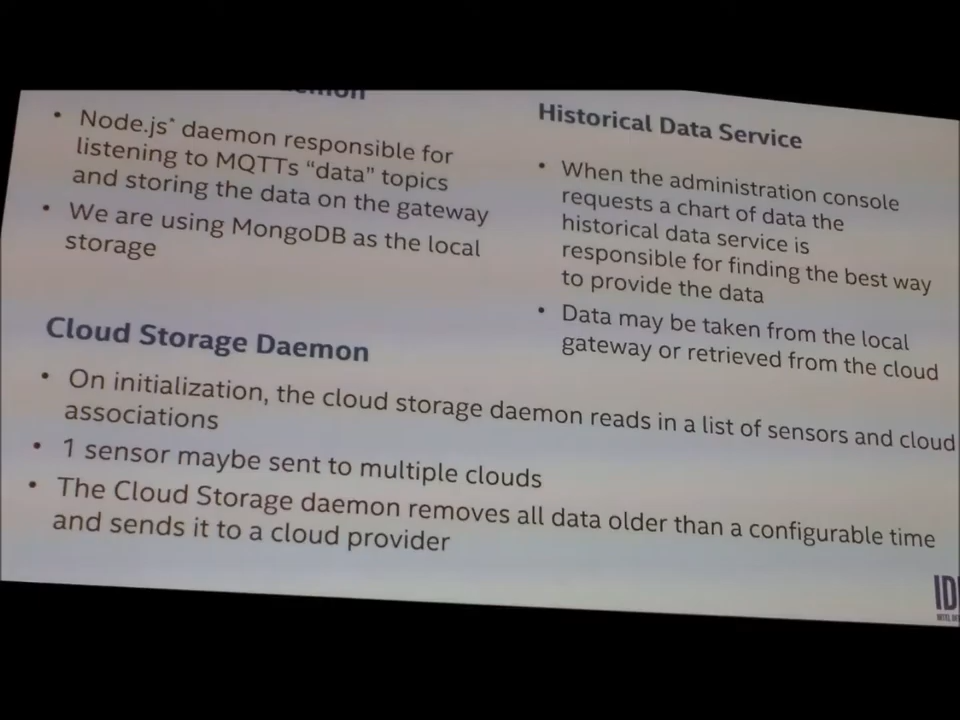 Node.js* daemon responsible for
listening to MQTTs “data” topics
and storing the data on the gateway
We are using MongoDB as the local
storage
Historical Data Service
When the administration console
requests a chart of data the
historical data service is
responsible for finding the best way
to provide the data
Data may be taken from the local
gateway or retrieved from the cloud
Cloud Storage Daemon
On initialization, the cloud storage daemon reads in a list of sensors and cloud
associations
1 sensor maybe sent to multiple clouds
The Cloud Storage daemon removes all data older than a configurable time
and sends it to a cloud provider